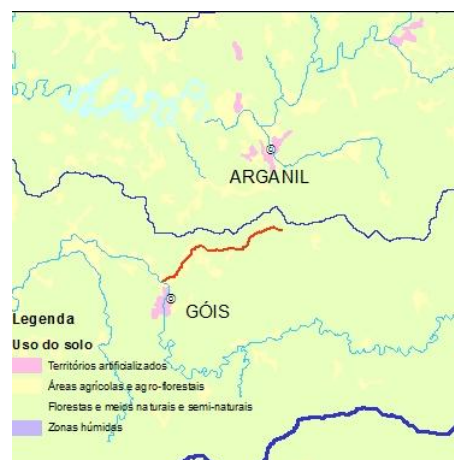 ARGANIL
GÓIS
Legenda
Uso do solo
Territórios artificializados
Áreas agrícolas e agro-florestais
Florestas e meios naturais e semi-naturais
Zonas húmidas